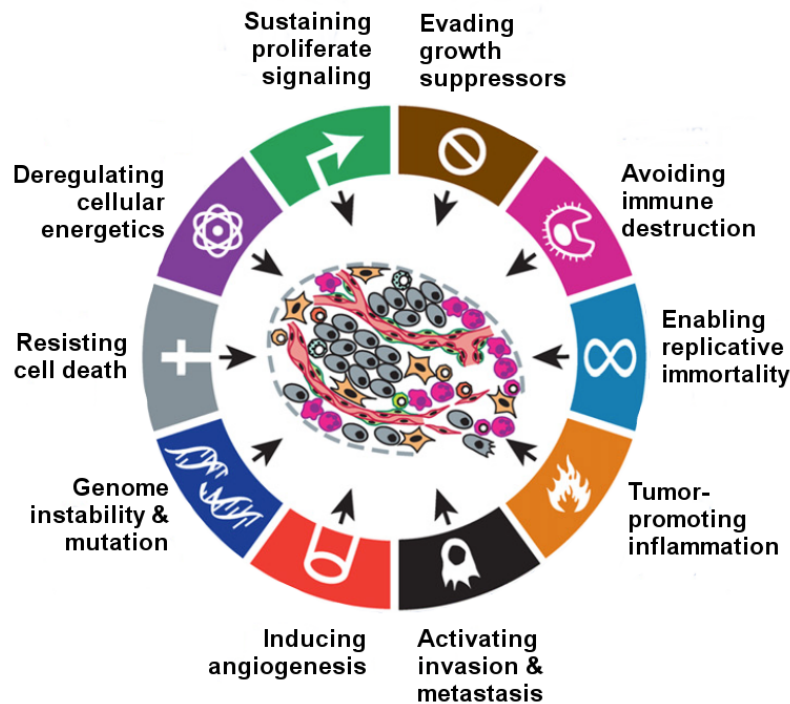 Sustaining
proliferate
signaling
Evading
growth
suppressors
Avoiding
immune
destruction
Enabling
replicative
immortality
Tumor-
promoting
inflammation
Activating
invasion &
metastasis
Inducing
angiogenesis
Genome
instability &
mutation
Resisting
cell death
Deregulating
cellular
energetics